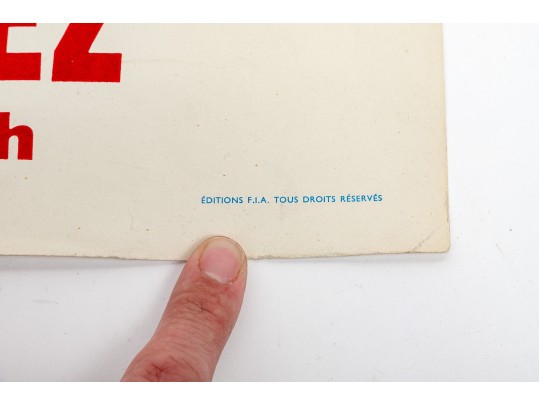 EZ
h
ÉDITIONS F.I.A. TOUS DROITS RÉSERVÉS